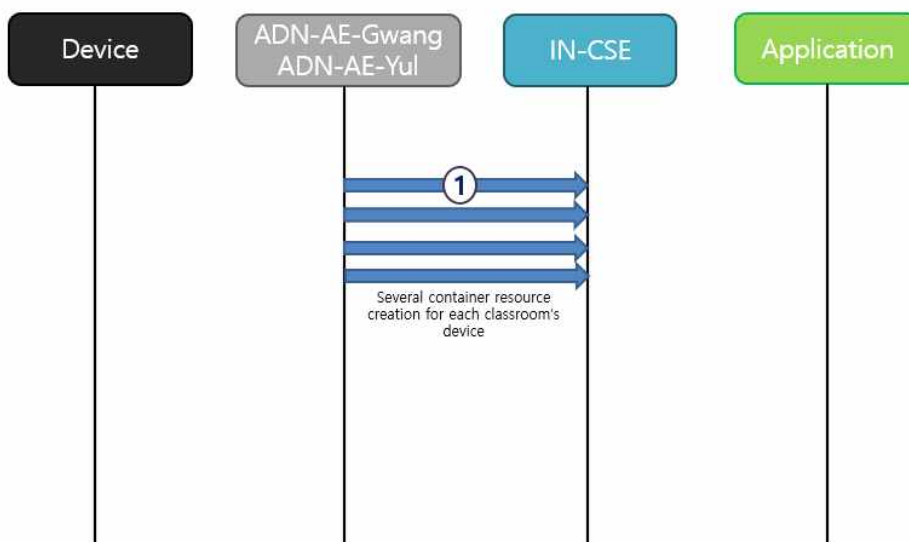 Device
ADN-AE-Gwang
ADN-AE-Yul
IN-CSE
Application
1
Several container resource
creation for each classroom's
device